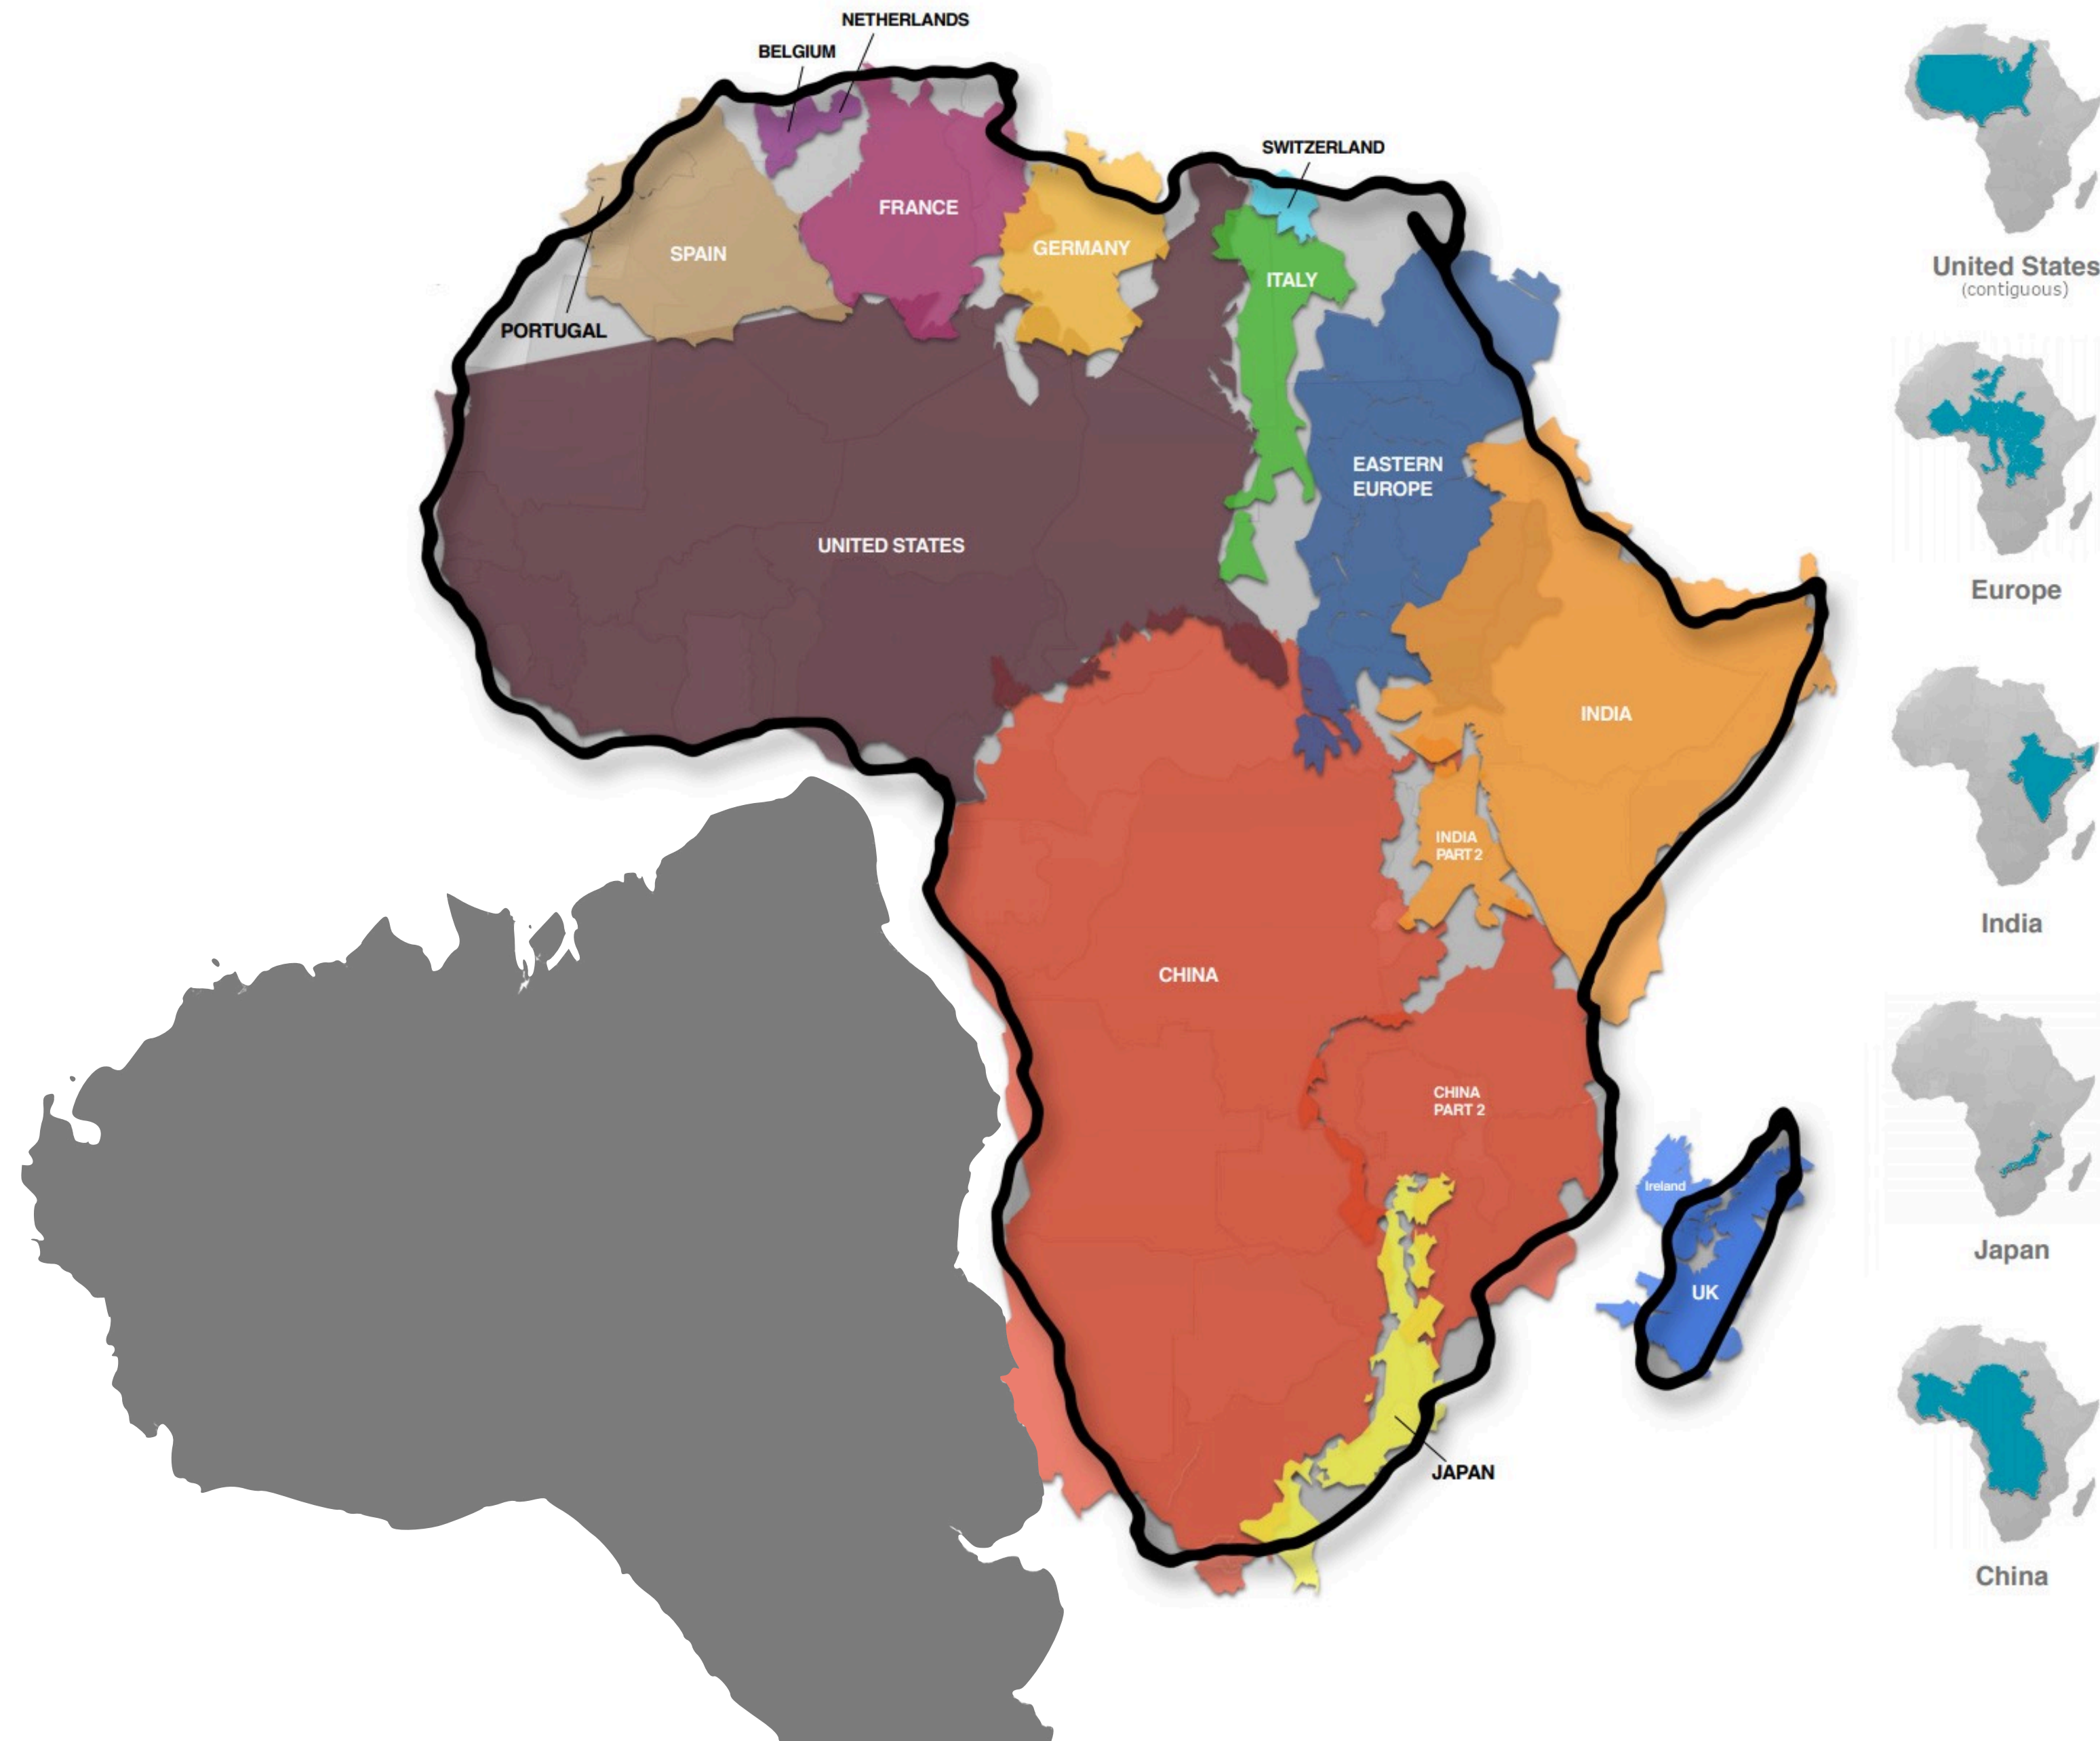 NETHERLANDS
BELGIUM
SWITZERLAND
FRANCE
SPAIN
GERMANY
ITALY
PORTUGAL
EASTERN
EUROPE
UNITED STATES
INDIA
INDIA
PART 2
CHINA
CHINA
PART 2
Ireland
UK
JAPAN
United States
(contiguous)
Europe
India
Japan
China